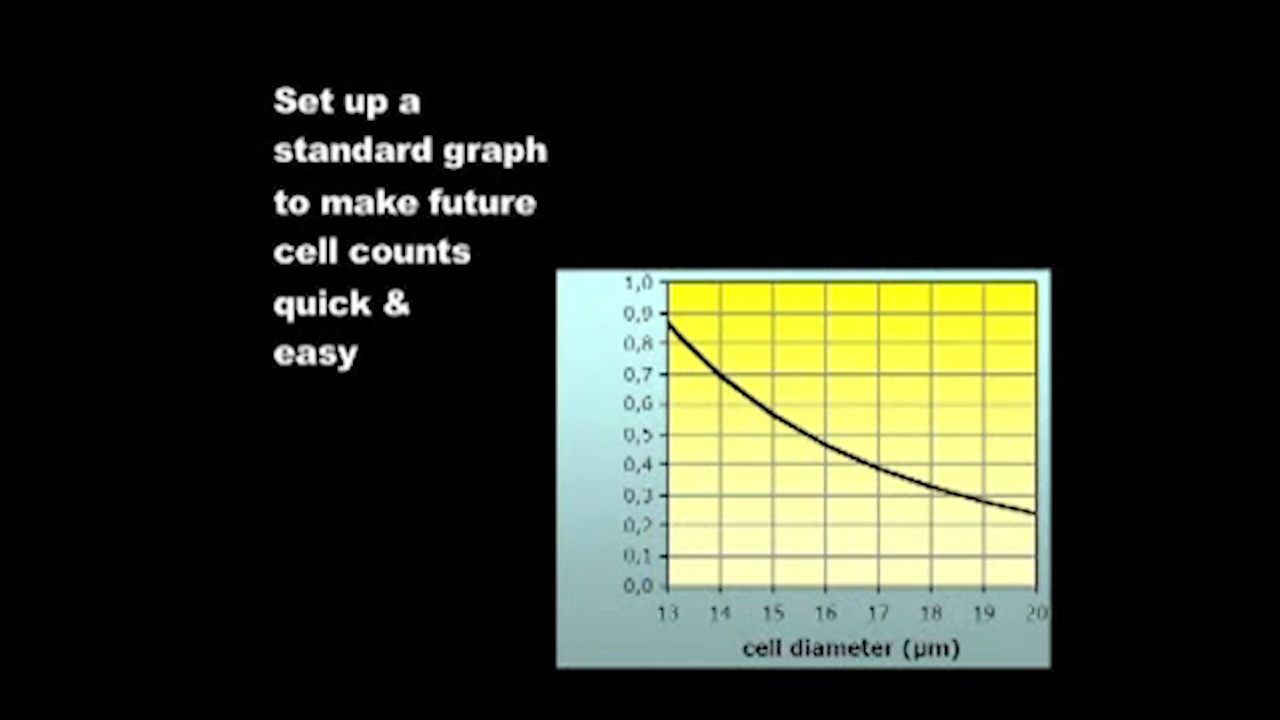 Set up a
standard graph
to make future
cell counts
quick &
easy
1,0
0,9
0,8
0,7
0,6
0,5
0,4
0,3
0,2
0,1
0,0
13 14 15 16 17 18 19 20
cell diameter (µm)